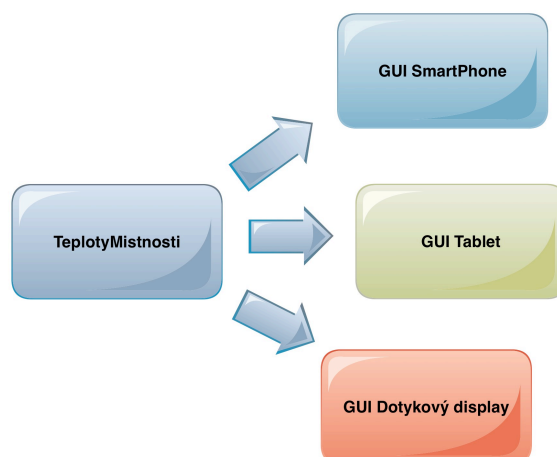 GUI SmartPhone
TeplotyMistnosti
GUI Tablet
GUI Dotykový display